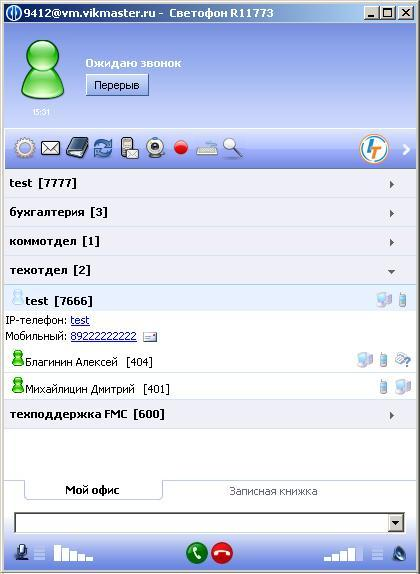 9412@vm.vikmaster.ru - Светофон R11773
Ожидаю звонок
Перерыв
15:31
IT
test [7777]
бухгалтерия [3]
коммотдел [1]
техотдел [2]
test [7666]
IP-телефон: test
Мобильный: 89222222222
Благинин Алексей [404]
Михайлицин Дмитрий [401]
техподдержка FMC [600]
Мой офис Записная книжка